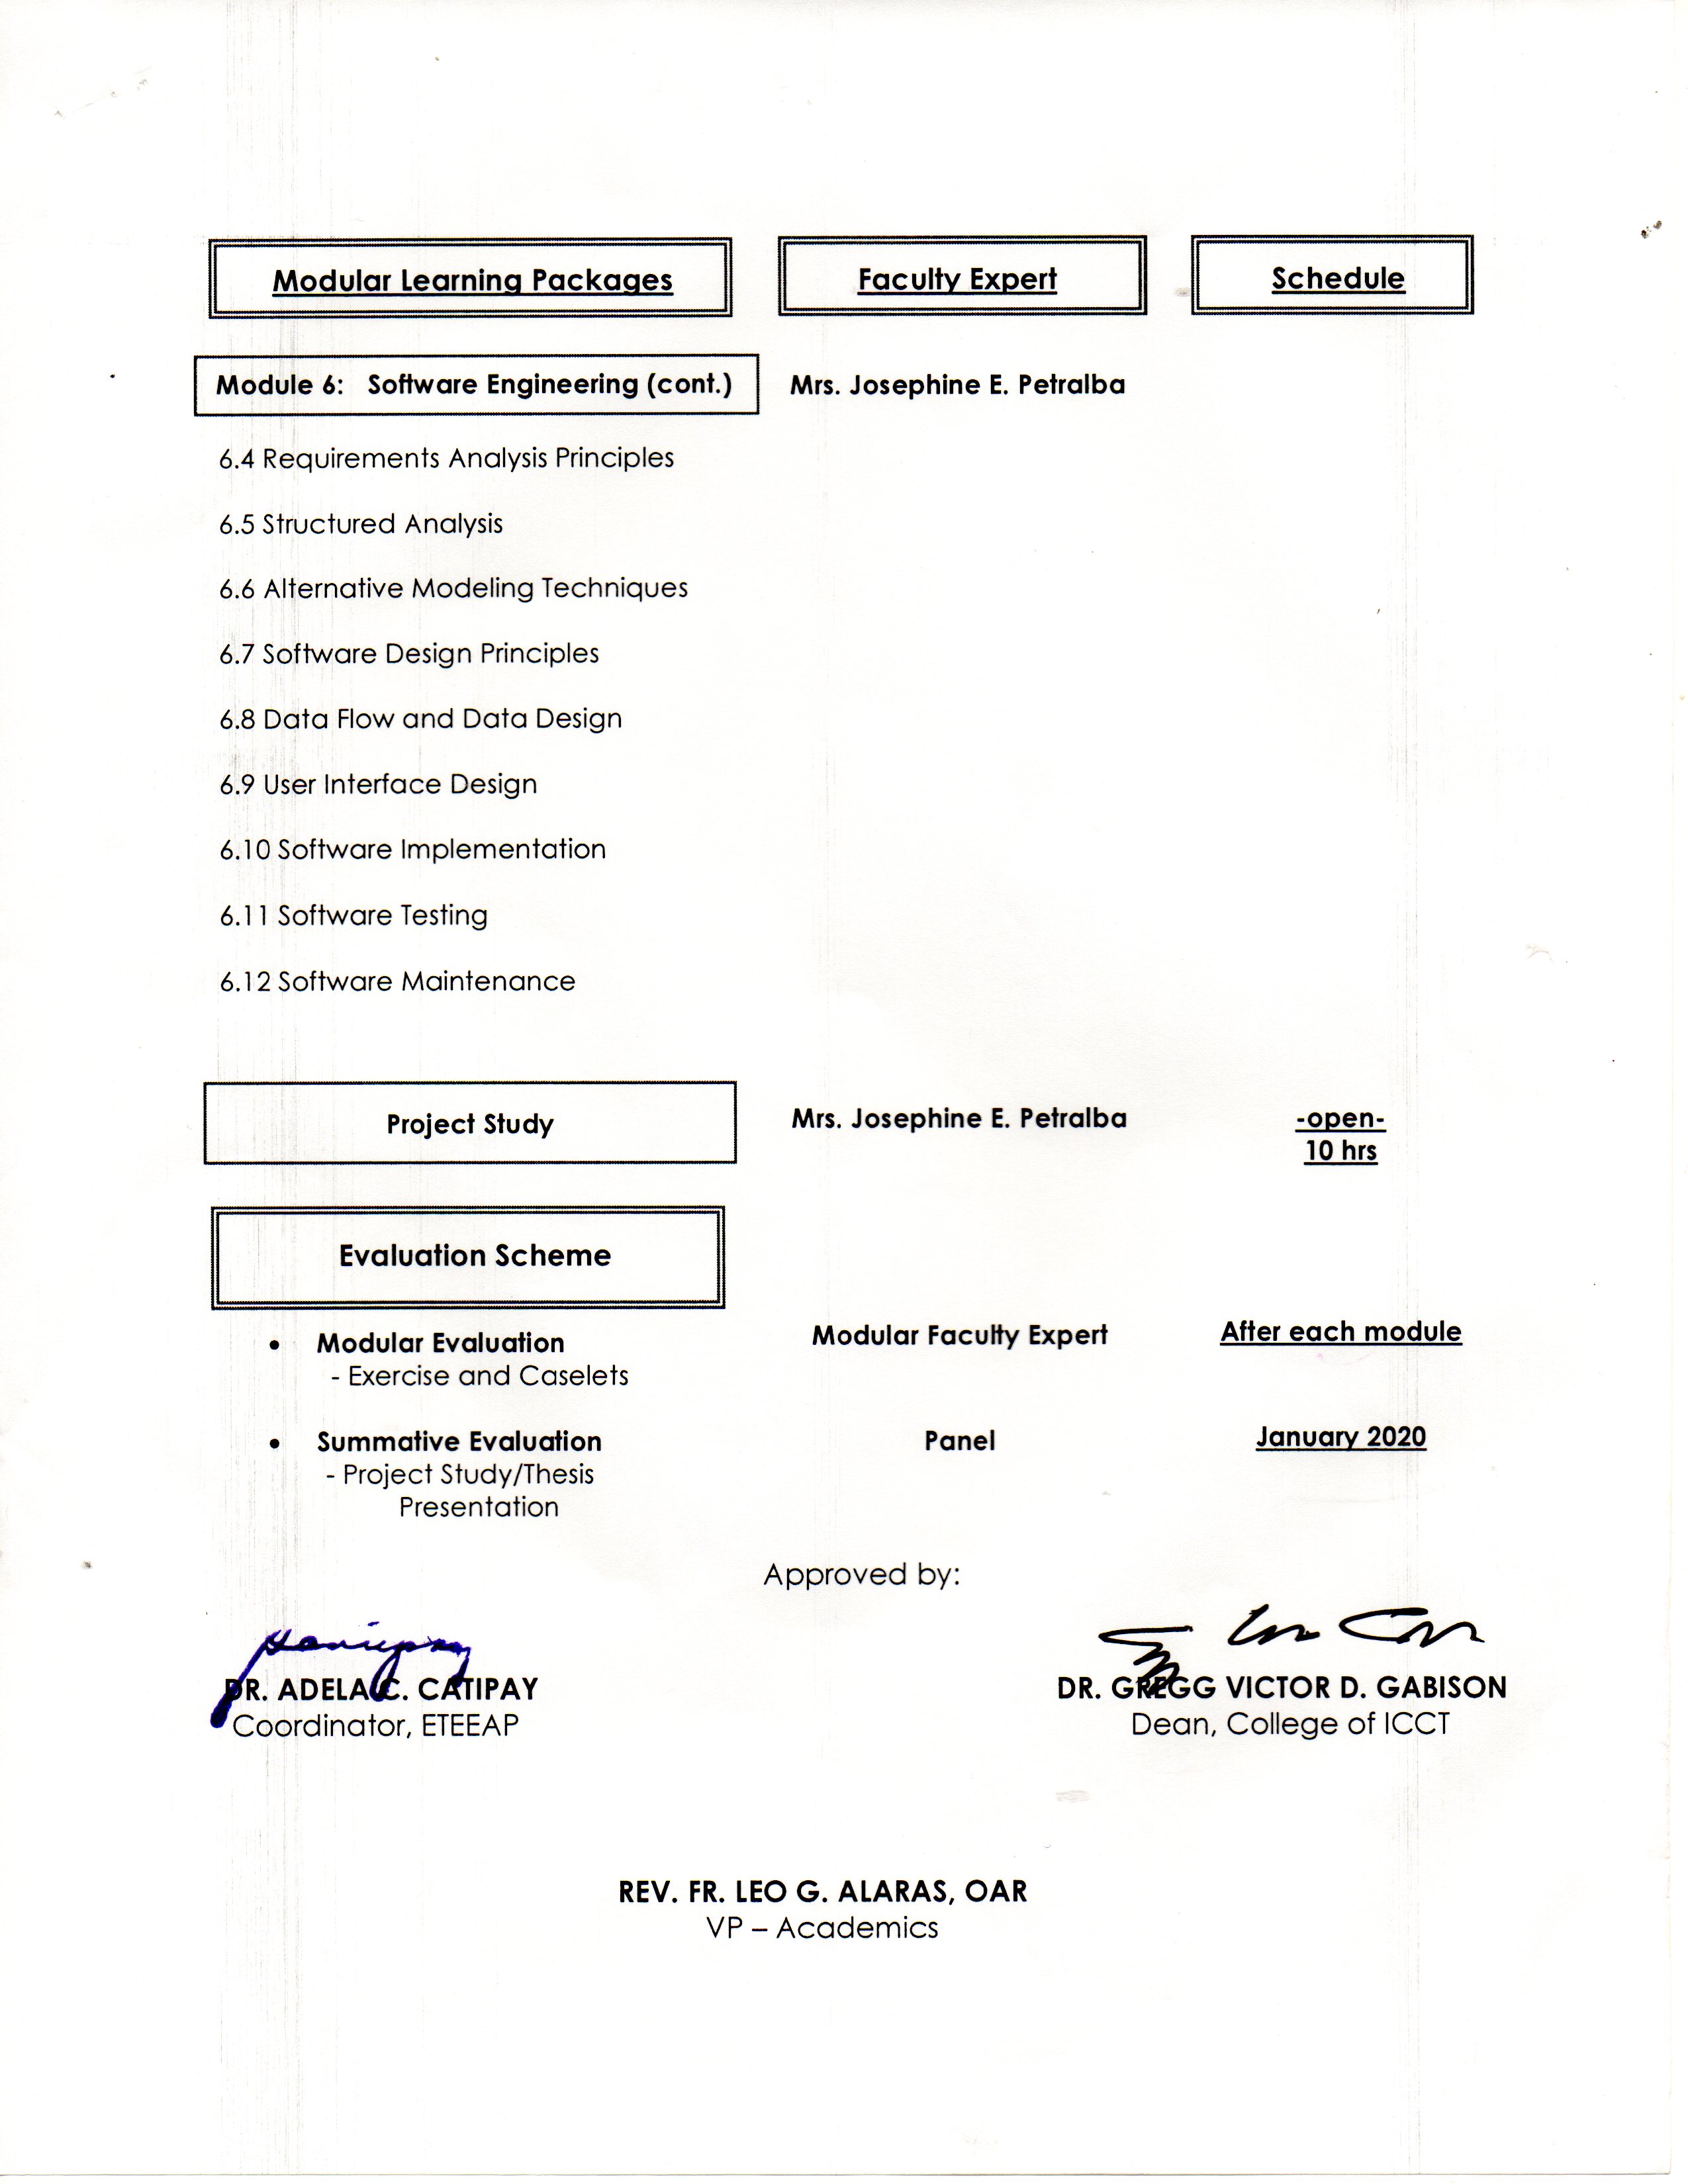 Modular Learning Packages Faculty Expert Schedule
Module 6: Software Engineering (cont.) Mrs. Josephine E. Petralba
6.4 Requirements Analysis Principles
6.5 Structured Analysis
6.6 Alternative Modeling Techniques
6.7 Software Design Principles
6.8 Data Flow and Data Design
6.9 User Interface Design
6.10 Software Implementation
6.11 Software Testing
6.12 Software Maintenance
Project Study Mrs. Josephine E. Petralba -open-
10 hrs
Evaluation Scheme
• Modular Evaluation Modular Faculty Expert After each module
- Exercise and Caselets
• Summative Evaluation Panel January 2020
- Project Study/Thesis
Presentation
Approved by:
DR. ADELA C. CATIPAY DR. GREGG VICTOR D. GABISON
Coordinator, ETEEAP Dean, College of ICCT
REV. FR. LEO G. ALARAS, OAR
VP – Academics